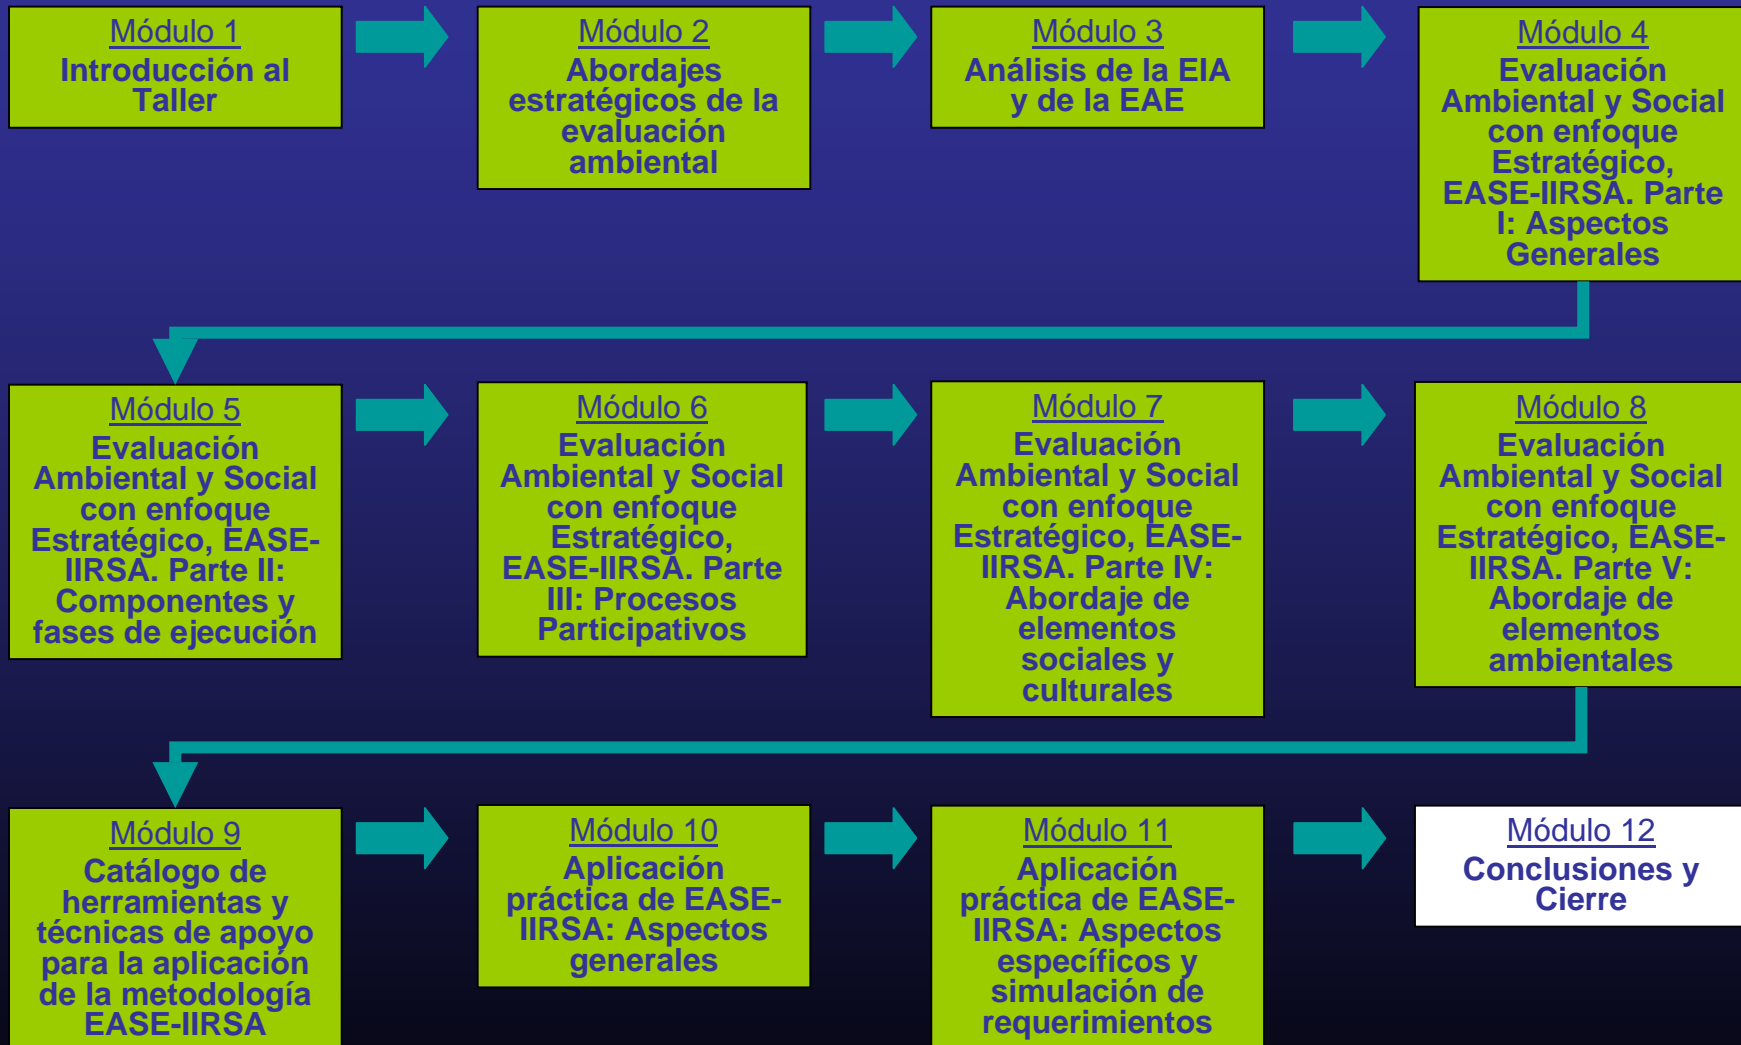 Módulo 1
Introducción al
Taller
Módulo 2
Abordajes
estratégicos de la
evaluación
ambiental
Módulo 3
Análisis de la EIA
y de la EAE
Módulo 4
Evaluación
Ambiental y Social
con enfoque
Estratégico,
EASE-IIRSA. Parte
I: Aspectos
Generales
Módulo 5
Evaluación
Ambiental y Social
con enfoque
Estratégico, EASE-
IIRSA. Parte II:
Componentes y
fases de ejecución
Módulo 6
Evaluación
Ambiental y Social
con enfoque
Estratégico,
EASE-IIRSA. Parte
III: Procesos
Participativos
Módulo 7
Evaluación
Ambiental y Social
con enfoque
Estratégico, EASE-
IIRSA. Parte IV:
Abordaje de
elementos
sociales y
culturales
Módulo 8
Evaluación
Ambiental y Social
con enfoque
Estratégico, EASE-
IIRSA. Parte V:
Abordaje de
elementos
ambientales
Módulo 9
Catálogo de
herramientas y
técnicas de apoyo
para la aplicación
de la metodología
EASE-IIRSA
Módulo 10
Aplicación
práctica de EASE-
IIRSA: Aspectos
generales
Módulo 11
Aplicación
práctica de EASE-
IIRSA: Aspectos
específicos y
simulación de
requerimientos
Módulo 12
Conclusiones y
Cierre